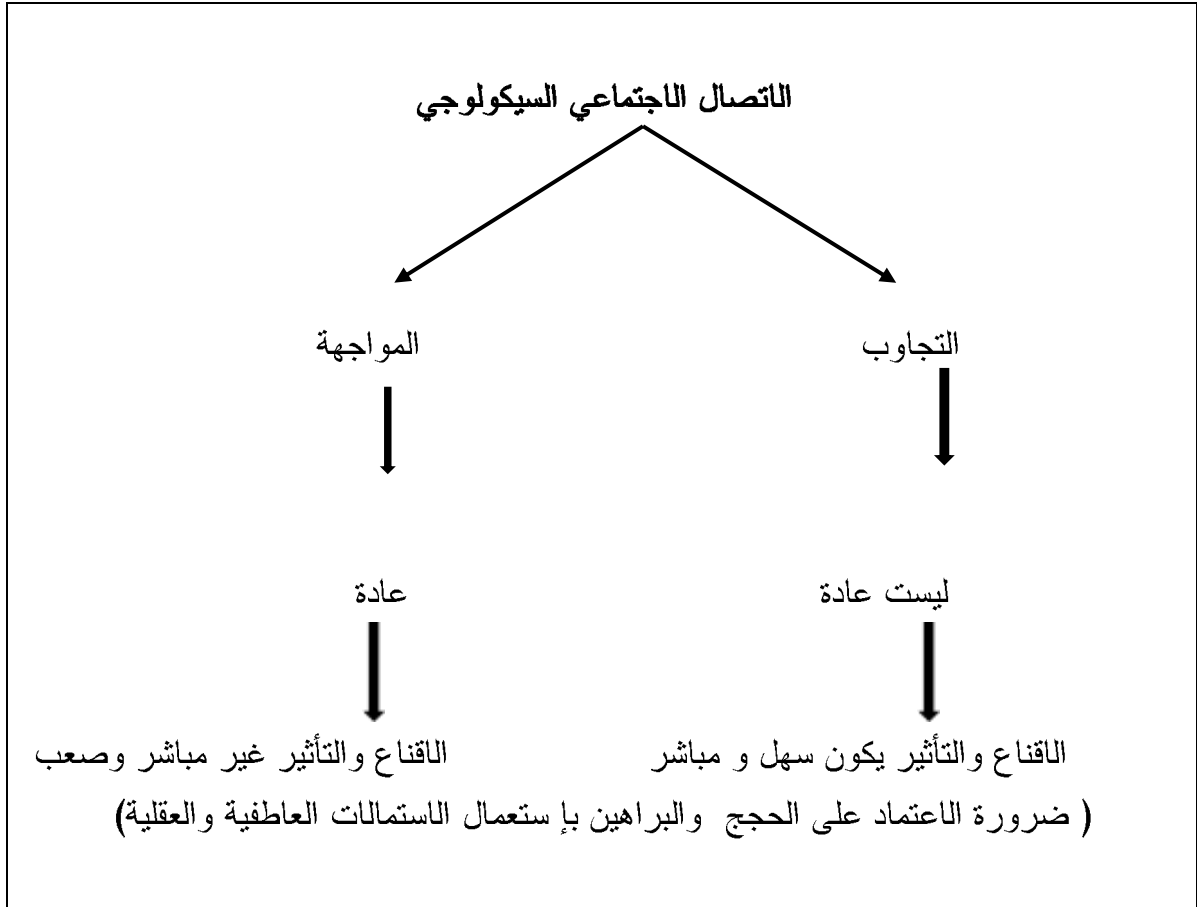 الاتصال الاجتماعي السيكولوجي
التجاوب
المواجهة
ليست عادة
عادة
الاقناع والتأثير يكون سهل و مباشر
الاقناع والتأثير غير مباشر وصعب
( ضرورة الاعتماد على الحجج والبراهين بإ ستعمال الاستمالات العاطفية والعقلية)